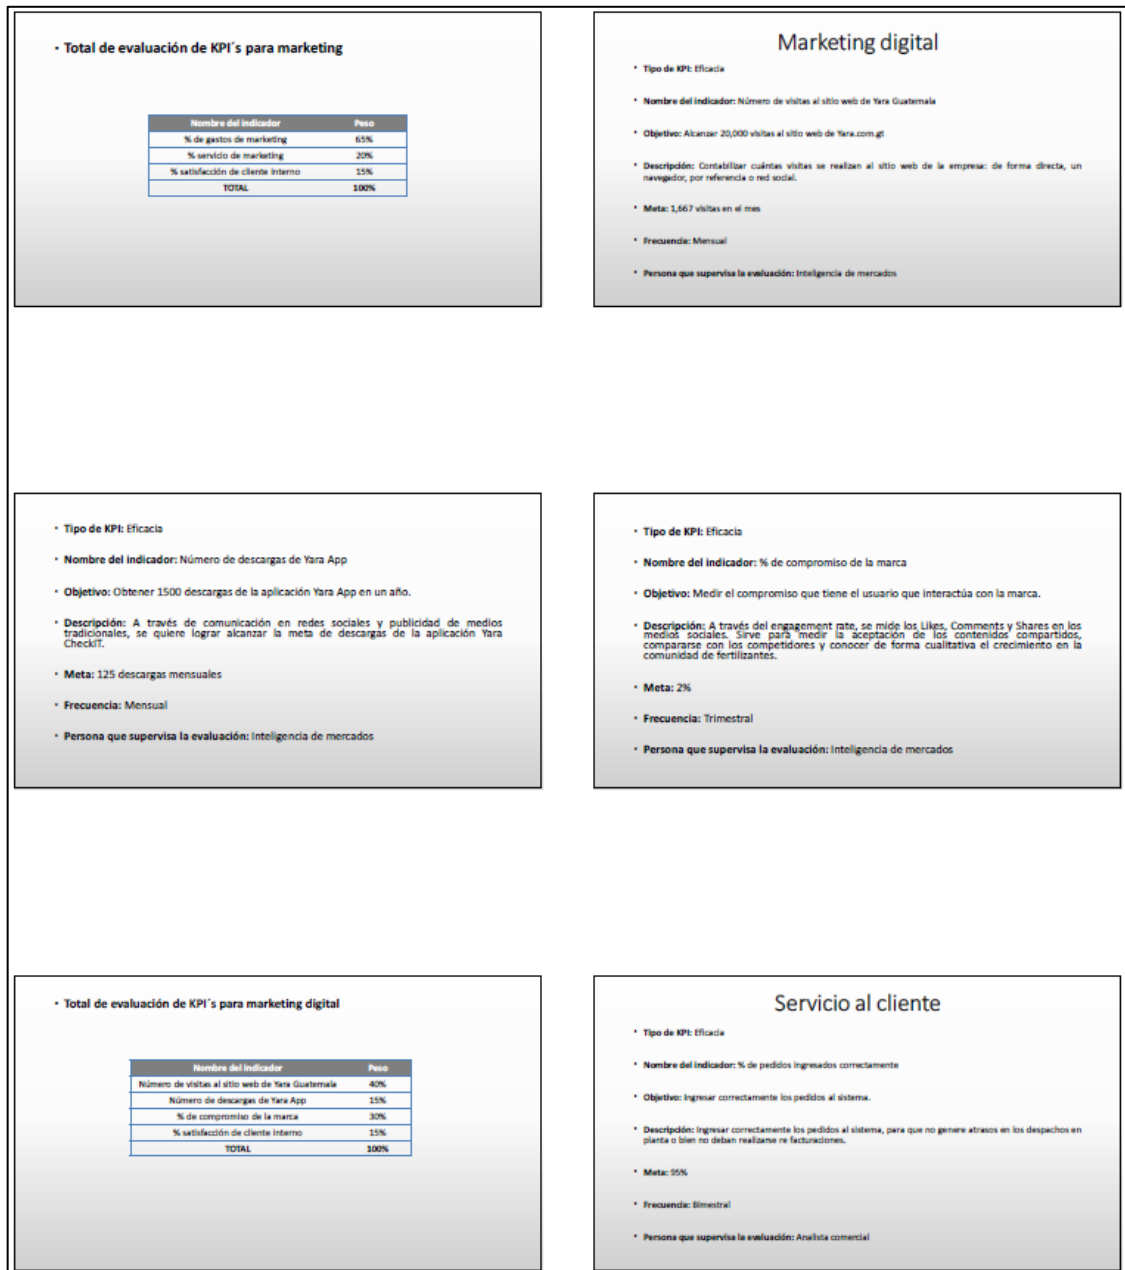 • Total de evaluación de KPI´s para marketing
Nombre del indicador Peso
% de gastos de marketing 65%
% servicio de marketing 20%
% satisfacción de cliente interno 15%
TOTAL 100%
Marketing digital
• Tipo de KPI: Eficacia
• Nombre del indicador: Número de visitas al sitio web de Yara Guatemala
• Objetivo: Alcanzar 20,000 visitas al sitio web de Yara.com.gt
• Descripción: Contabilizar cuántas visitas se realizan al sitio web de la empresa: de forma directa, un
navegador, por referencia o red social.
• Meta: 1,667 visitas en el mes
• Frecuencia: Mensual
• Persona que supervisa la evaluación: Inteligencia de mercados
• Tipo de KPI: Eficacia
• Nombre del indicador: Número de descargas de Yara App
• Objetivo: Obtener 1500 descargas de la aplicación Yara App en un año.
• Descripción: A través de comunicación en redes sociales y publicidad de medios
tradicionales, se quiere lograr alcanzar la meta de descargas de la aplicación Yara
CheckIT.
• Meta: 125 descargas mensuales
• Frecuencia: Mensual
• Persona que supervisa la evaluación: Inteligencia de mercados
• Tipo de KPI: Eficacia
• Nombre del indicador: % de compromiso de la marca
• Objetivo: Medir el compromiso que tiene el usuario que interactúa con la marca.
• Descripción: A través del engagement rate, se mide los Likes, Comments y Shares en los
medios sociales. Sirve para medir la aceptación de los contenidos compartidos,
compararse con los competidores y conocer de forma cualitativa el crecimiento en la
comunidad de fertilizantes.
• Meta: 2%
• Frecuencia: Trimestral
• Persona que supervisa la evaluación: Inteligencia de mercados
• Total de evaluación de KPI´s para marketing digital
Nombre del indicador Peso
Número de visitas al sitio web de Yara Guatemala 40%
Número de descargas de Yara App 15%
% de compromiso de la marca 30%
% satisfacción de cliente interno 15%
TOTAL 100%
Servicio al cliente
• Tipo de KPI: Eficacia
• Nombre del indicador: % de pedidos ingresados correctamente
• Objetivo: Ingresar correctamente los pedidos al sistema.
• Descripción: Ingresar correctamente los pedidos al sistema, para que no genere atrasos en los despachos en
planta o bien no deban realizarse re facturaciones.
• Meta: 95%
• Frecuencia: Bimestral
• Persona que supervisa la evaluación: Analista comercial